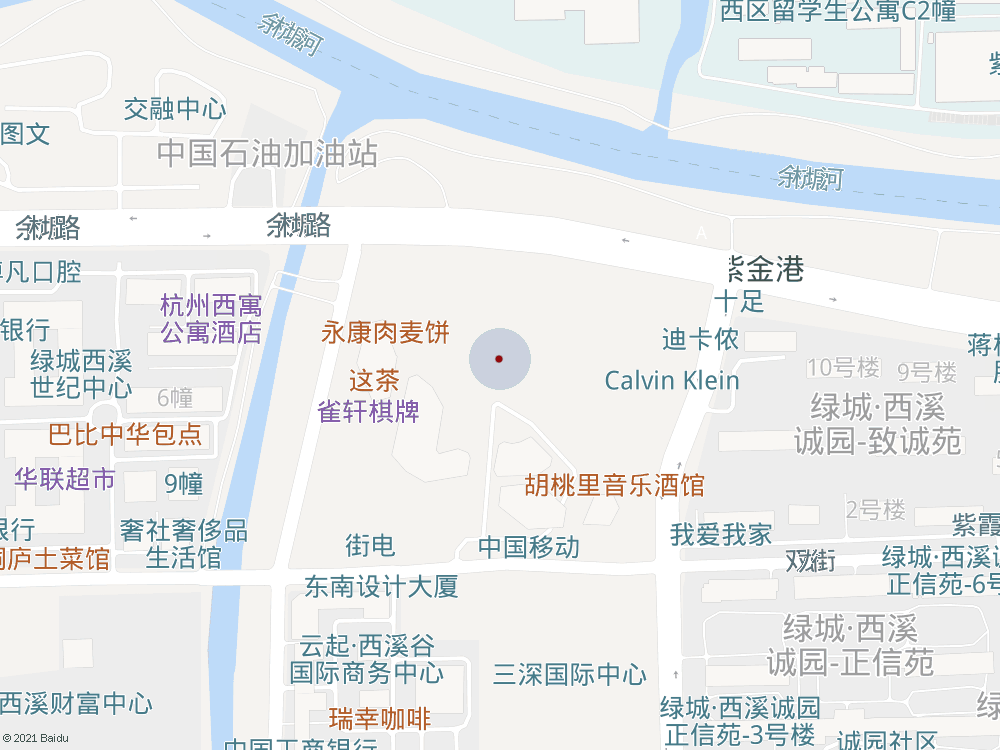 西区留学生公寓C2幢
余杭塘河
紫
交融中心
图文
中国石油加油站
余杭塘河
余杭塘路
余杭塘路
A
凡口腔
紫金港
十足
杭州西寓
公寓酒店
银行
永康肉麦饼
迪卡侬
绿城西溪
世纪中心
蒋村
10号楼
9号楼
这茶
Calvin Klein
6幢
雀轩棋牌
绿城·西溪
诚园-致诚苑
巴比中华包点
华联超市
9幢
胡桃里音乐酒馆
2号楼
银行
奢社奢侈品
生活馆
我爱我家
紫霞
街电
中国移动
桐庐土菜馆
双龙街
绿城·西溪诚
正信苑-6号
东南设计大厦
绿城·西溪
诚园-正信苑
云起·西溪谷
国际商务中心
三深国际中心
西溪财富中心
瑞幸咖啡
绿城·西溪诚园
正信苑-3号楼
绿
中国工商银行
诚园社区
© 2021 Baidu